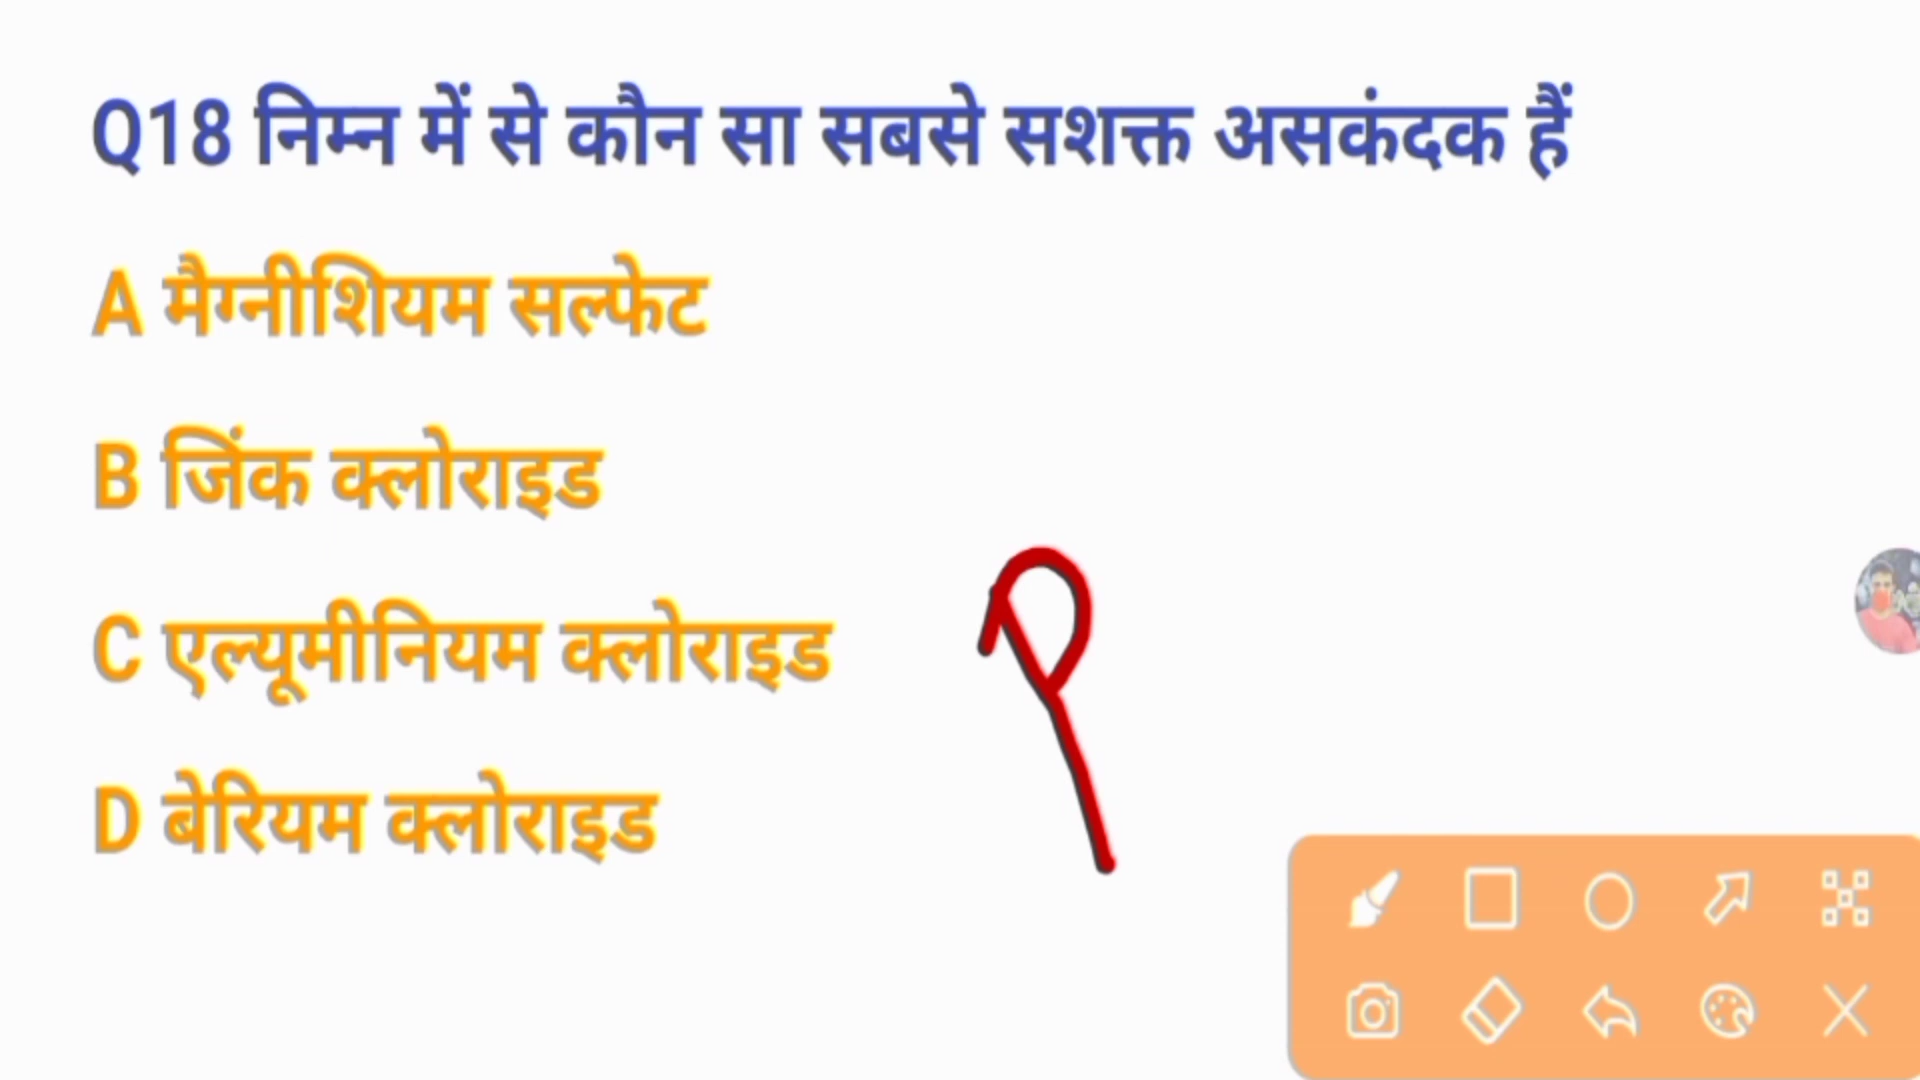 Q18 निम्न में से कौन सा सबसे सशक्त असकंदक हैं
A मैग्नीशियम सल्फेट
B जिंक क्लोराइड
C एल्यूमीनियम क्लोराइड
D बेरियम क्लोराइड